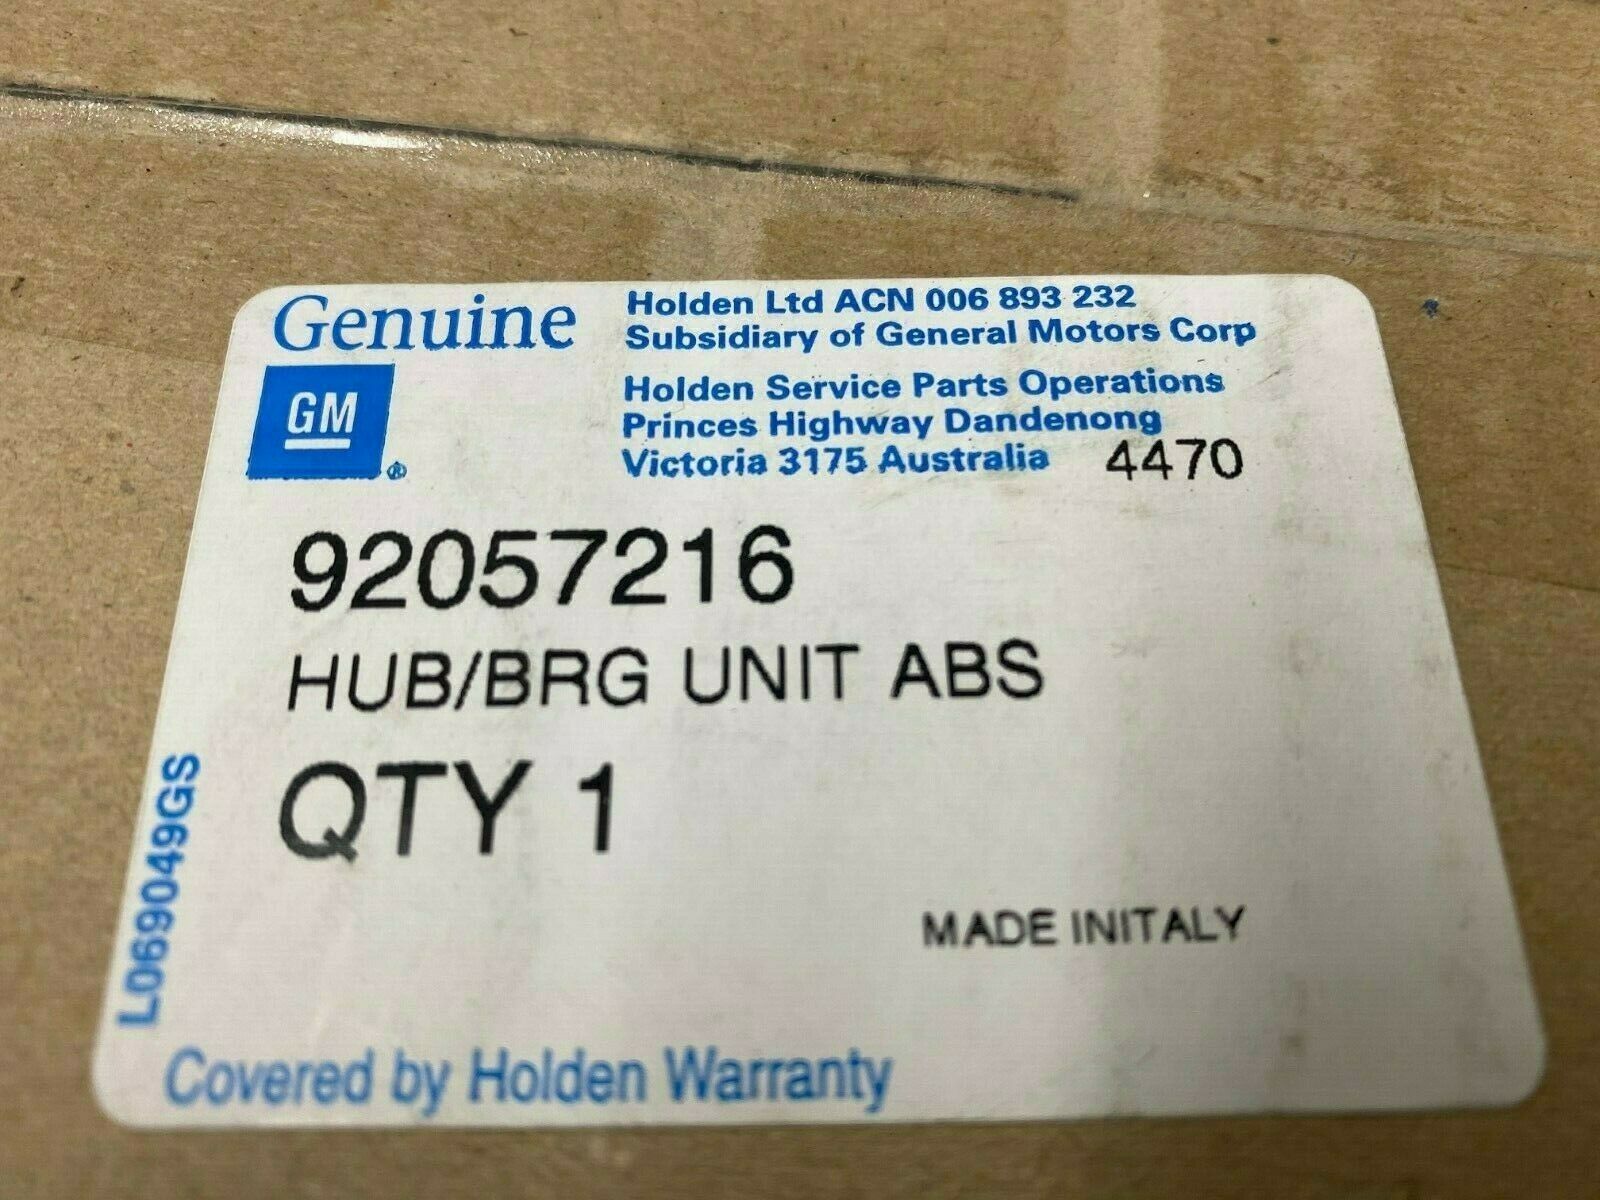 Genuine
GM
®
Holden Ltd ACN 006 893 232
Subsidiary of General Motors Corp
Holden Service Parts Operations
Princes Highway Dandenong
Victoria 3175 Australia 4470
92057216
HUB/BRG UNIT ABS
QTY 1
MADE INITALY
L069049GS
Covered by Holden Warranty